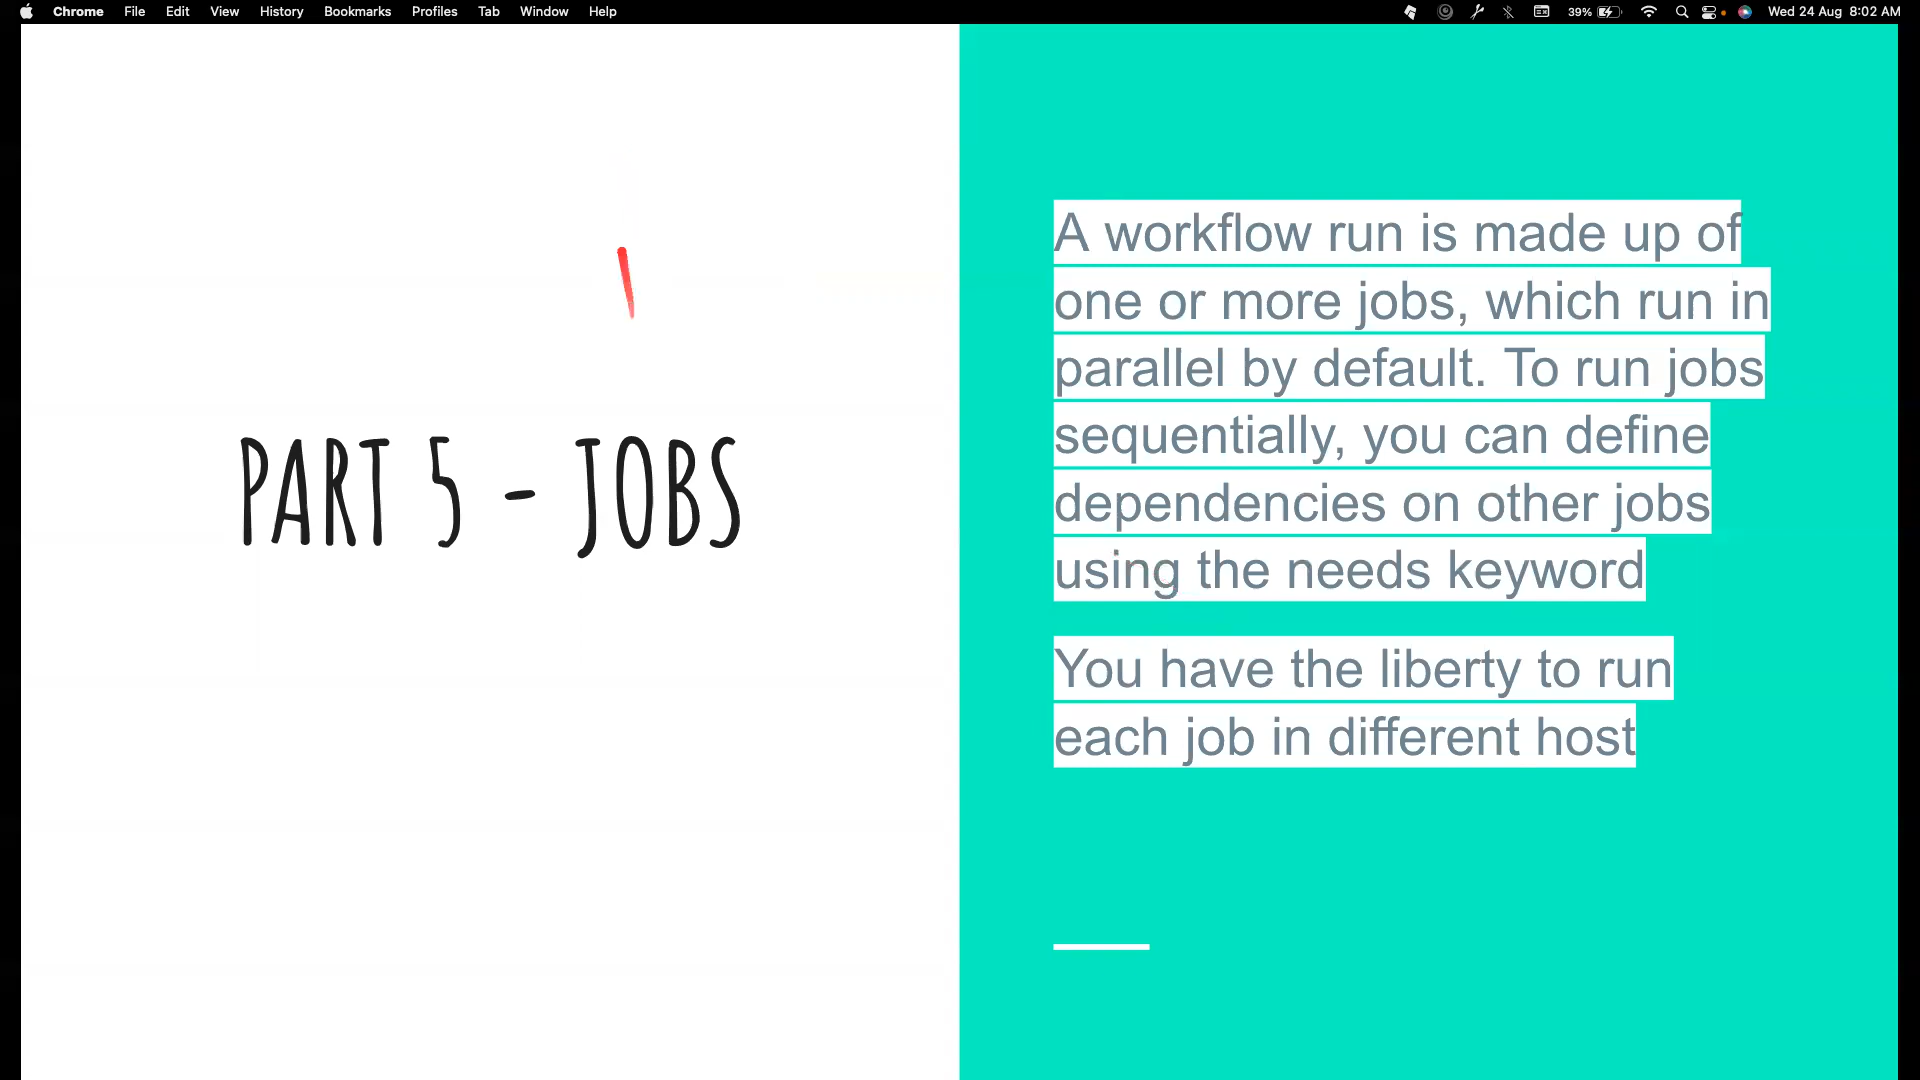 Chrome File Edit View History Bookmarks Profiles Tab Window Help 39% Wed 24 Aug 8:02 AM
PART 5 - JOBS
A workflow run is made up of
one or more jobs, which run in
parallel by default. To run jobs
sequentially, you can define
dependencies on other jobs
using the needs keyword
You have the liberty to run
each job in different host